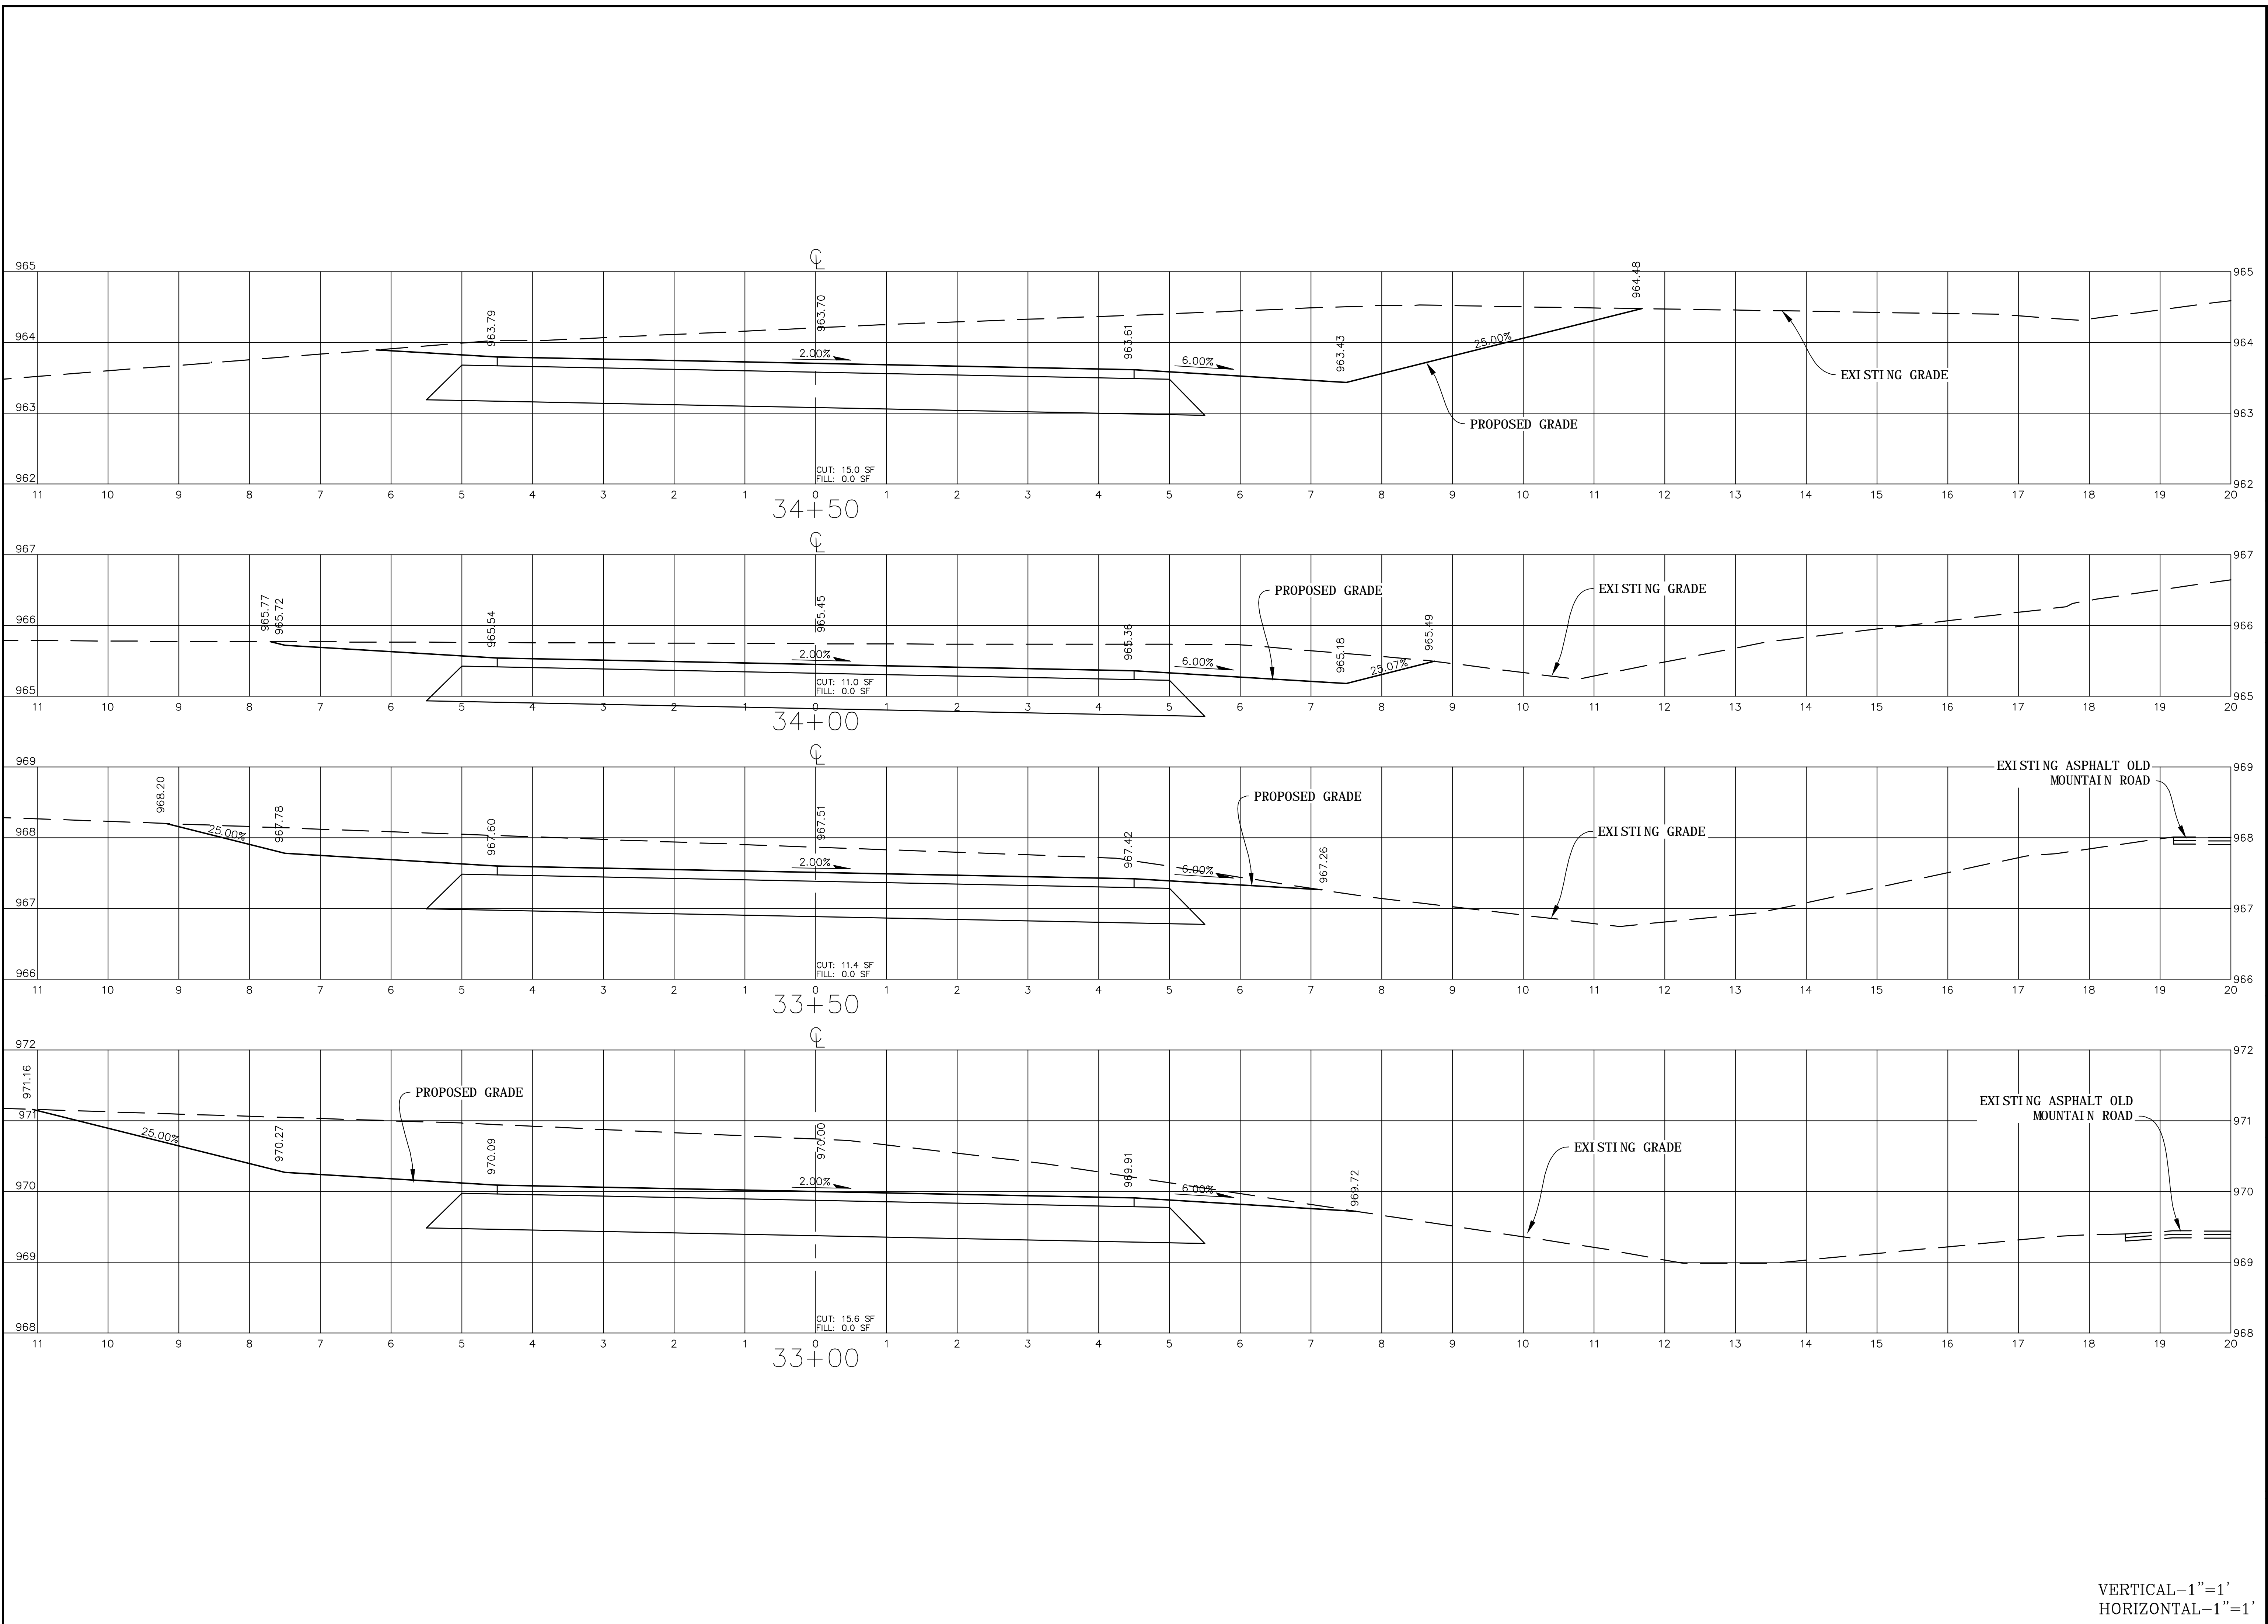 ℄
965 965
963.79 963.70 963.61 963.43 964.48
964 964
2.00% 6.00% 25.00%
EXISTING GRADE
963 963
PROPOSED GRADE
CUT: 15.0 SF
FILL: 0.0 SF
962 962
11 10 9 8 7 6 5 4 3 2 1 0 1 2 3 4 5 6 7 8 9 10 11 12 13 14 15 16 17 18 19 20
34+50
℄
967 967
965.77 965.72 965.54 965.45 965.36 965.18 965.49
PROPOSED GRADE
EXISTING GRADE
966 966
2.00% 6.00% 25.07%
CUT: 11.0 SF
FILL: 0.0 SF
965 965
11 10 9 8 7 6 5 4 3 2 1 0 1 2 3 4 5 6 7 8 9 10 11 12 13 14 15 16 17 18 19 20
34+00
℄
969 969
EXISTING ASPHALT OLD
MOUNTAIN ROAD
968.20 967.78 967.60 967.51 967.42 967.26
PROPOSED GRADE
EXISTING GRADE
968 968
25.00% 2.00% 6.00%
967 967
CUT: 11.4 SF
FILL: 0.0 SF
966 966
11 10 9 8 7 6 5 4 3 2 1 0 1 2 3 4 5 6 7 8 9 10 11 12 13 14 15 16 17 18 19 20
33+50
℄
972 972
971.16 970.27 970.09 970.00 969.91 969.72
PROPOSED GRADE
EXISTING ASPHALT OLD
MOUNTAIN ROAD
971 971
25.00%
EXISTING GRADE
970 970
2.00% 6.00%
969 969
CUT: 15.6 SF
FILL: 0.0 SF
968 968
11 10 9 8 7 6 5 4 3 2 1 0 1 2 3 4 5 6 7 8 9 10 11 12 13 14 15 16 17 18 19 20
33+00
VERTICAL-1"=1'
HORIZONTAL-1"=1'